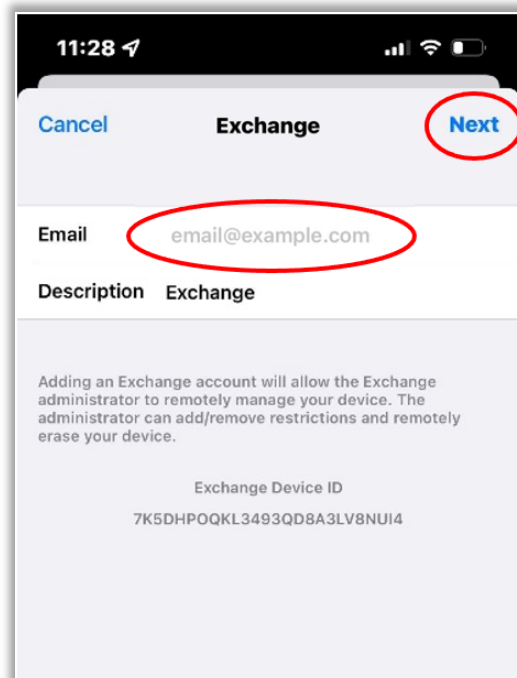 11:28
Cancel Exchange Next
Email email@example.com
Description Exchange
Adding an Exchange account will allow the Exchange
administrator to remotely manage your device. The
administrator can add/remove restrictions and remotely
erase your device.
Exchange Device ID
7K5DHPOQKL3493QD8A3LV8NUI4